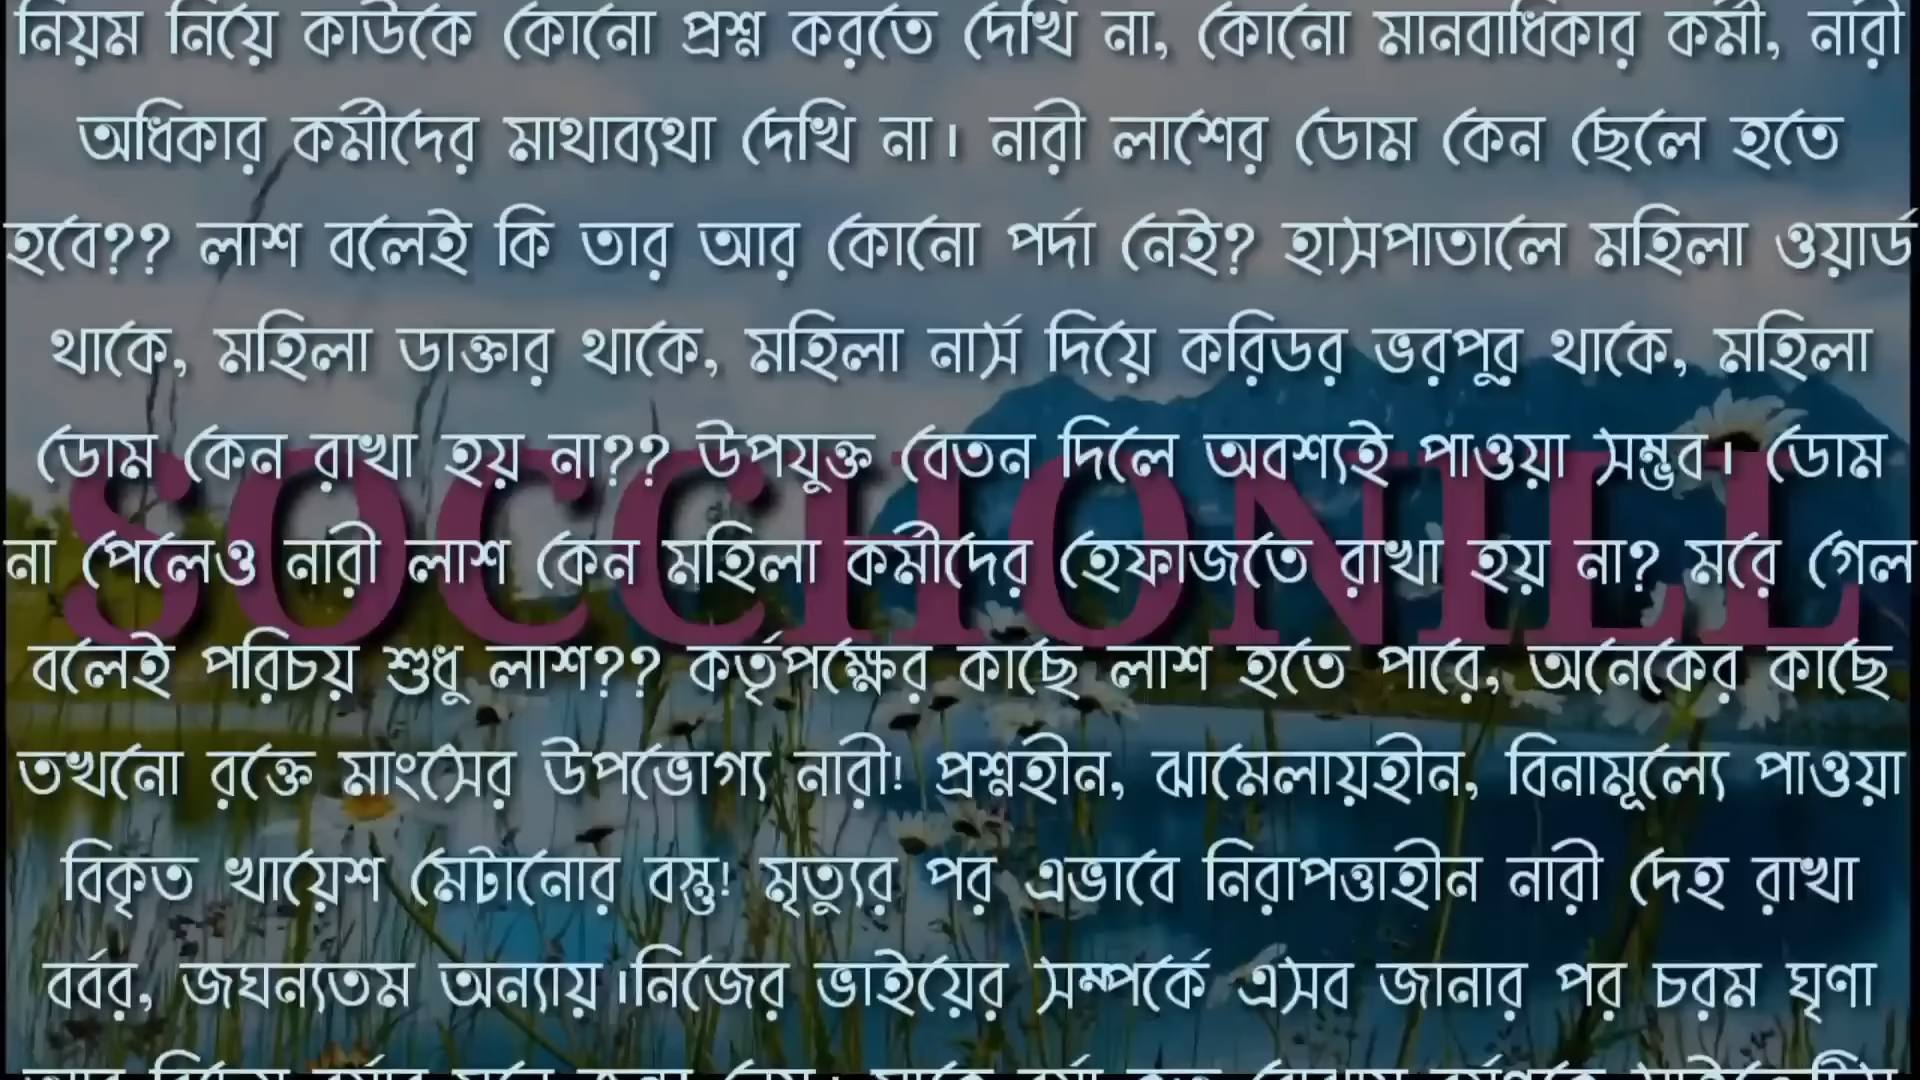 নিয়ম নিয়ে কাউকে কোনো প্রশ্ন করতে দেখি না, কোনো মানবাধিকার কর্মী, নারী
অধিকার কর্মীদের মাথাব্যথা দেখি না। নারী লাশের ডোম কেন ছেলে হতে
হবে?? লাশ বলেই কি তার আর কোনো পর্দা নেই? হাসপাতালে মহিলা ওয়ার্ড
থাকে, মহিলা ডাক্তার থাকে, মহিলা নার্স দিয়ে করিডর ভরপুর থাকে, মহিলা
ডোম কেন রাখা হয় না?? উপযুক্ত বেতন দিলে অবশ্যই পাওয়া সম্ভব। ডোম
না পেলেও নারী লাশ কেন মহিলা কর্মীদের হেফাজতে রাখা হয় না? মরে গেল
বলেই পরিচয় শুধু লাশ?? কর্তৃপক্ষের কাছে লাশ হতে পারে, অনেকের কাছে
তখনো রক্তে মাংসের উপভোগ্য নারী! প্রশ্নহীন, ঝামেলায়হীন, বিনামূল্যে পাওয়া
বিকৃত খায়েশ মেটানোর বস্তু! মৃত্যুর পর এভাবে নিরাপত্তাহীন নারী দেহ রাখা
বর্বর, জঘন্যতম অন্যায়।নিজের ভাইয়ের সম্পর্কে এসব জানার পর চরম ঘৃণা
SOCCHONILL